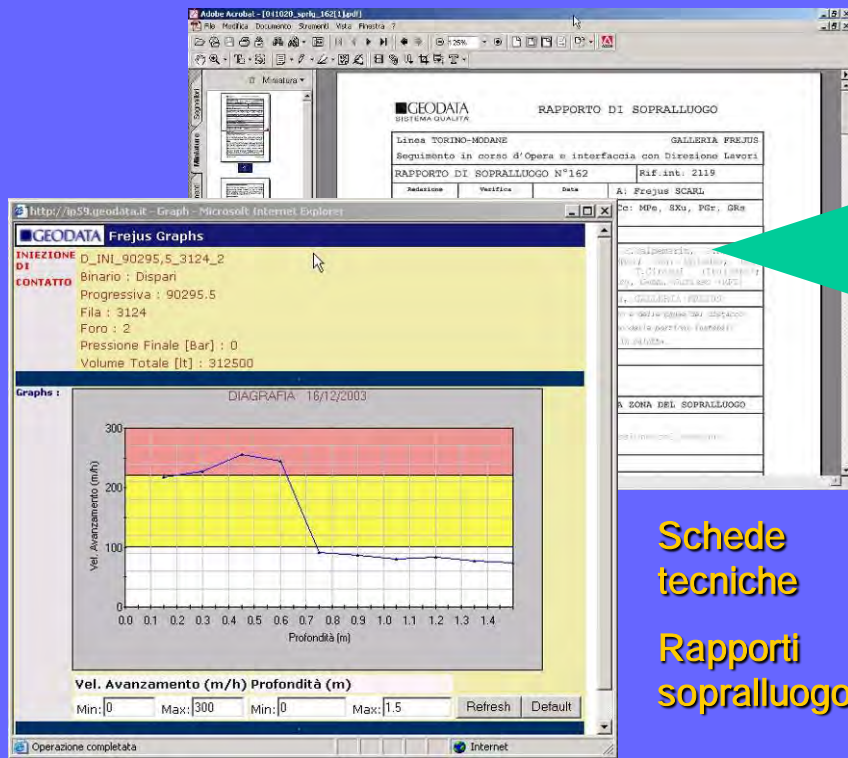 Adobe Acrobat - [041020_sprlg_162[1].pdf]
File Modifica Documento Strumenti Vista Finestra ?
125%
Miniatura
Segnalibri
Miniature
GEODATA
SISTEMA QUALITA'
RAPPORTO DI SOPRALLUOGO
Linea TORINO-MODANE GALLERIA FREJUS
Seguimento in corso d'Opera e interfaccia con Direzione Lavori
RAPPORTO DI SOPRALLUOGO N°162 Rif.int: 2119
Redazione Verifica Data A: Frejus SCARL
Cc: MPe, SXu, PGr, GRs
A ZONA DEL SOPRALLUOGO
http://ip59.geodata.it - Graph - Microsoft Internet Explorer
GEODATA Frejus Graphs
INIEZIONE DI CONTATTO
D_INI_90295,5_3124_2
Binario : Dispari
Progressiva : 90295.5
Fila : 3124
Foro : 2
Pressione Finale [Bar] : 0
Volume Totale [lt] : 312500
Graphs :
DIAGRAFIA 16/12/2003
Vel. Avanzamento (m/h)
300
200
100
0
0.0 0.1 0.2 0.3 0.4 0.5 0.6 0.7 0.8 0.9 1.0 1.1 1.2 1.3 1.4
Profondità (m)
Vel. Avanzamento (m/h) Profondità (m)
Min: 0 Max: 300 Min: 0 Max: 1.5 Refresh Default
Operazione completata Internet
Schede
tecniche
Rapporti
sopralluogo